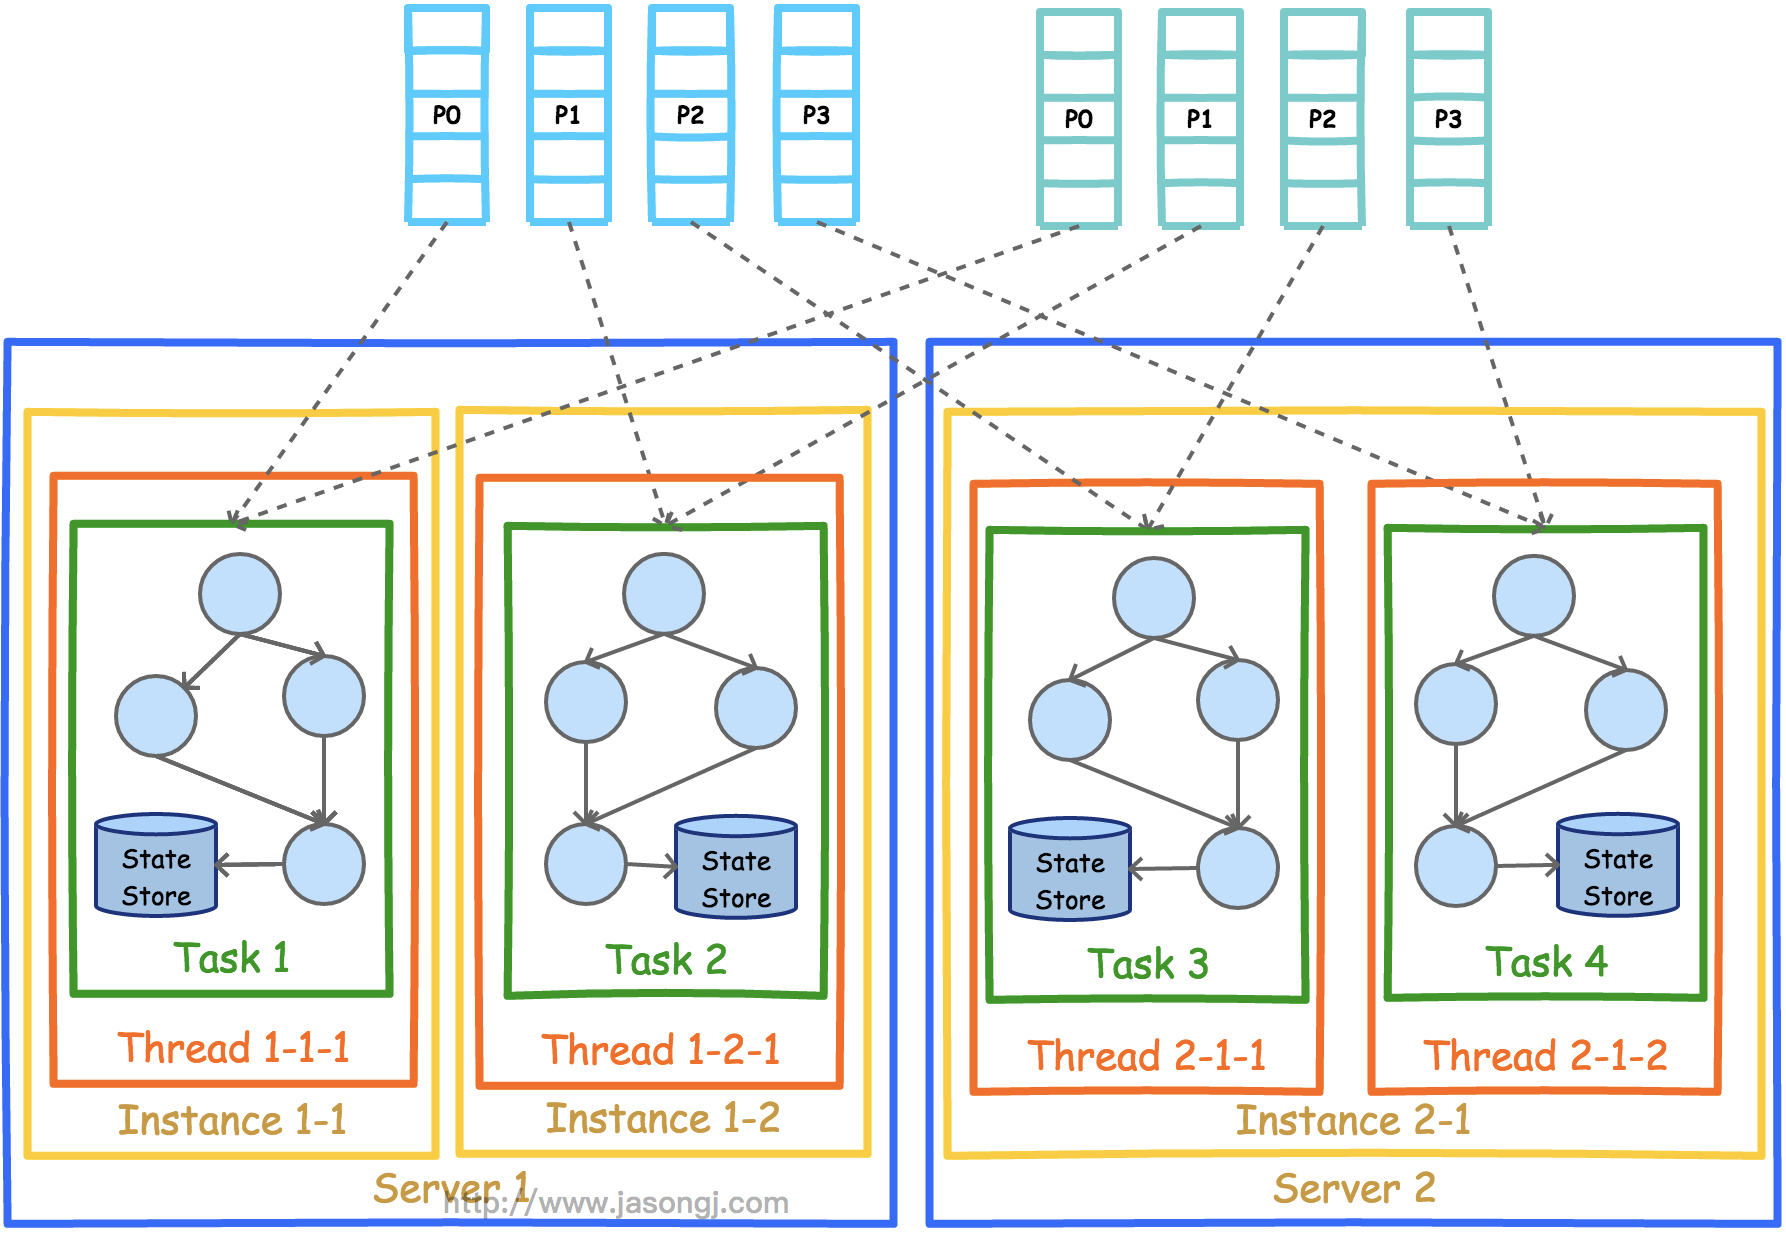 P0 P1 P2 P3 P0 P1 P2 P3
State
Store
Task 1
Thread 1-1-1
Instance 1-1
State
Store
Task 2
Thread 1-2-1
Instance 1-2
Server 1
http://www.jasongj.com
State
Store
Task 3
Thread 2-1-1
State
Store
Task 4
Thread 2-1-2
Instance 2-1
Server 2